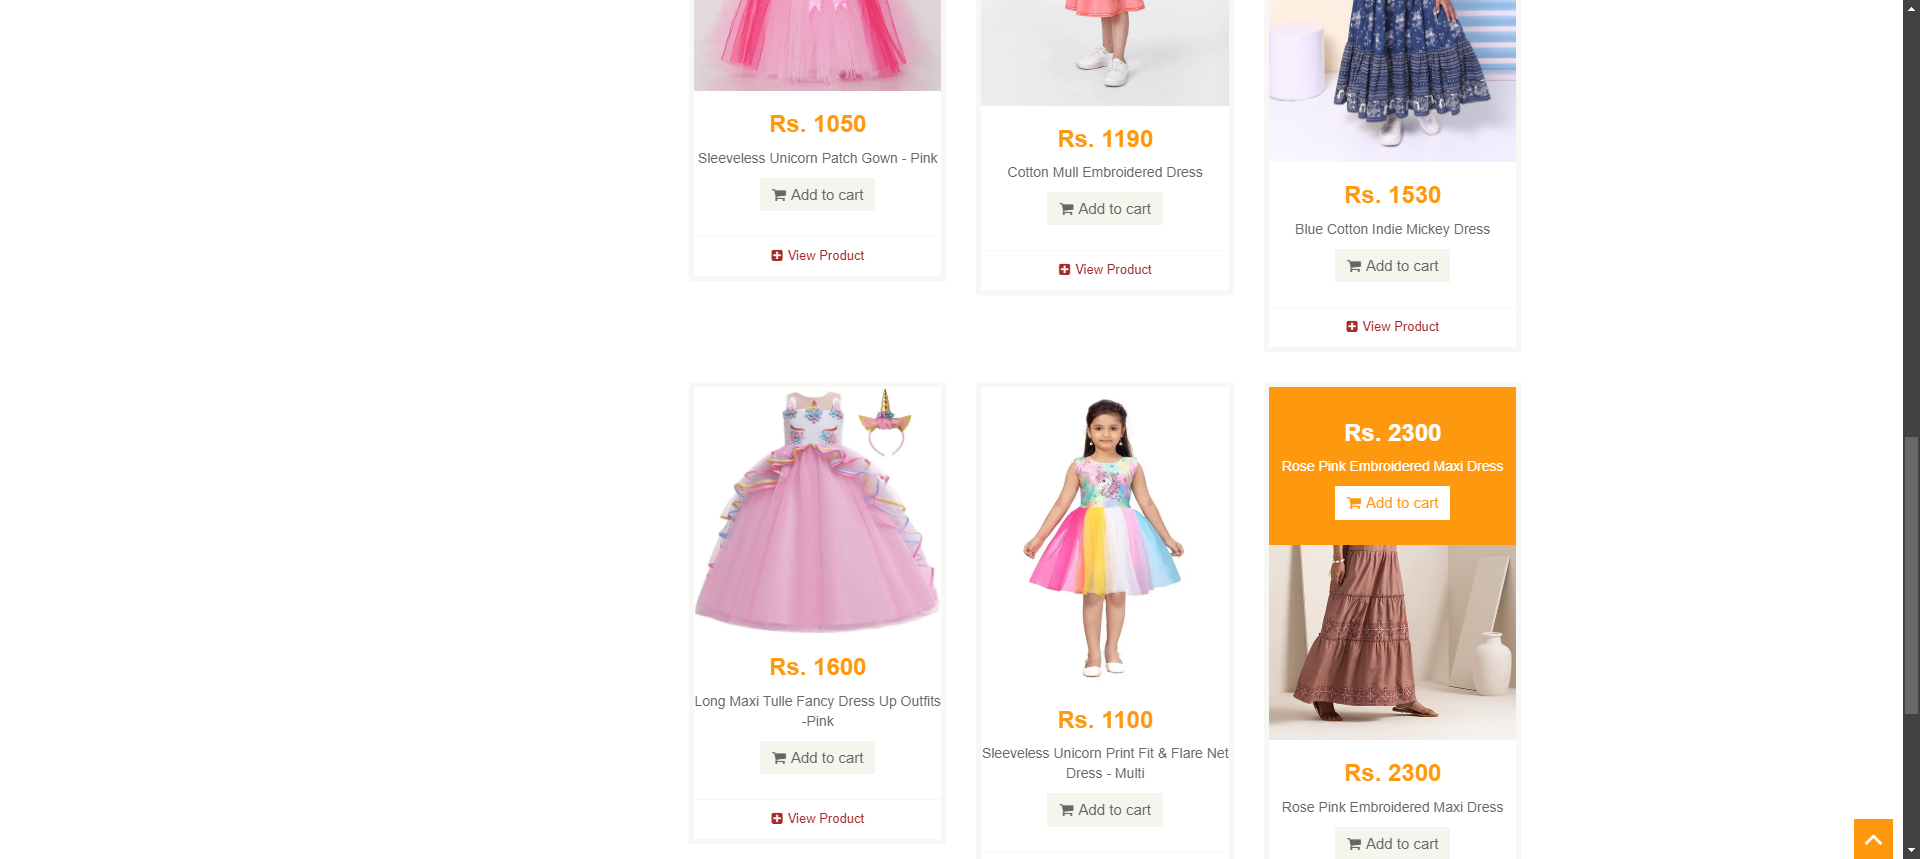 Rs. 1050
Sleeveless Unicorn Patch Gown - Pink
Add to cart
View Product
Rs. 1190
Cotton Mull Embroidered Dress
Add to cart
View Product
Rs. 1530
Blue Cotton Indie Mickey Dress
Add to cart
View Product
Rs. 1600
Long Maxi Tulle Fancy Dress Up Outfits
-Pink
Add to cart
View Product
Rs. 1100
Sleeveless Unicorn Print Fit & Flare Net
Dress - Multi
Add to cart
Rs. 2300
Rose Pink Embroidered Maxi Dress
Add to cart
Rs. 2300
Rose Pink Embroidered Maxi Dress
Add to cart